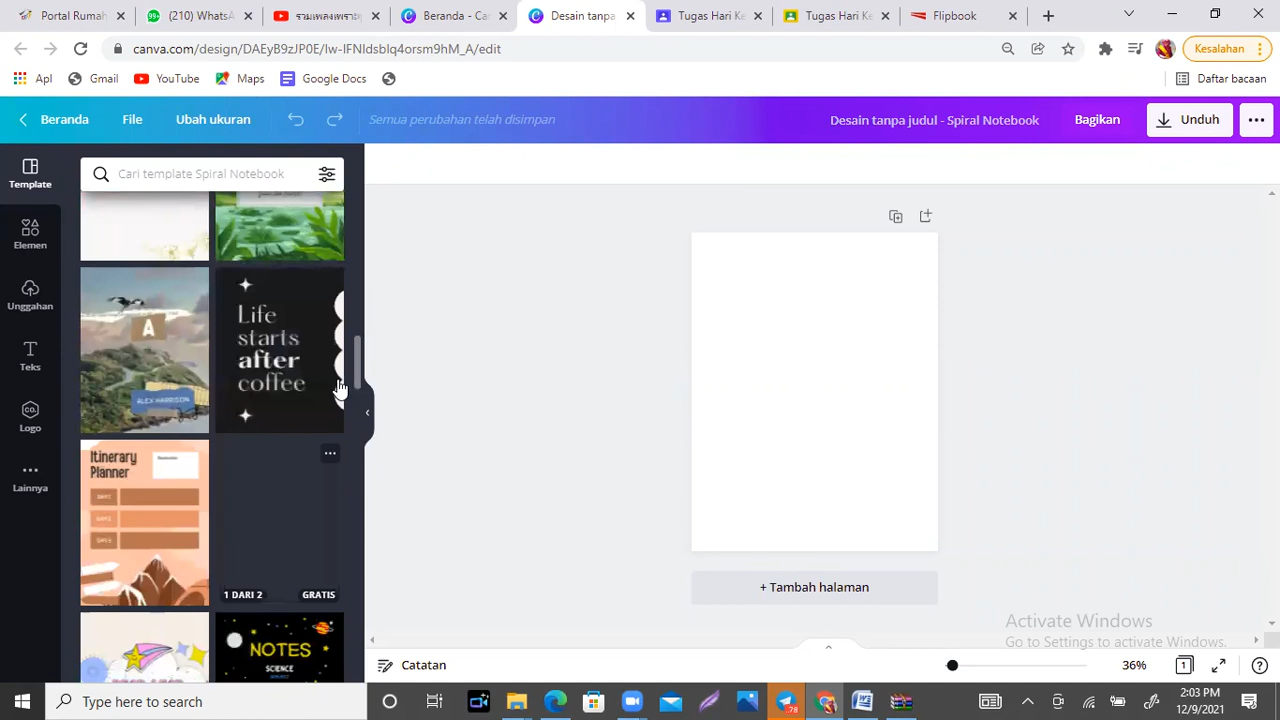 Portal Rumah
(210) WhatsA
Beranda - Ca
Desain tanpa
Tugas Hari Ke
Tugas Hari Ke
Flipbook
canva.com/design/DAEyB9zJP0E/Iw-IFNIdsbIq4orsm9hM_A/edit
Kesalahan
Apl
Gmail
YouTube
Maps
Google Docs
Daftar bacaan
Beranda
File
Ubah ukuran
Semua perubahan telah disimpan
Desain tanpa judul - Spiral Notebook
Bagikan
Unduh
Template
Cari template Spiral Notebook
Elemen
Unggahan
Teks
CO.
Logo
Lainnya
A
ALEX HARRISON
Life
starts
after
coffee
Itinerary
Planner
1 DARI 2
GRATIS
NOTES
SCIENCE
+ Tambah halaman
Activate Windows
Go to Settings to activate Windows.
Catatan
36%
1
Type here to search
.78
2:03 PM
12/9/2021